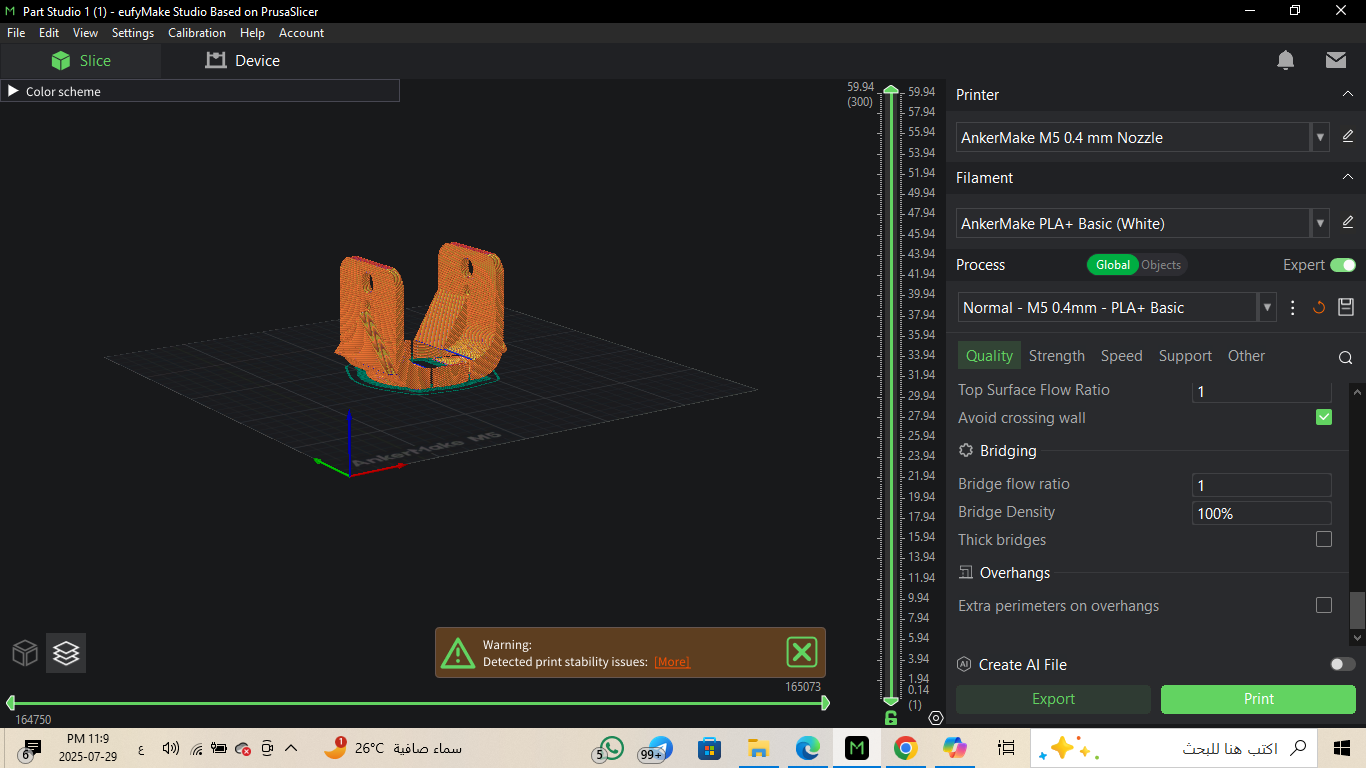 Part Studio 1 (1) - eufyMake Studio Based on PrusaSlicer
File Edit View Settings Calibration Help Account
Slice
Device
Color scheme
59.94
(300)
59.94
57.94
55.94
53.94
51.94
49.94
47.94
45.94
43.94
41.94
39.94
37.94
35.94
33.94
31.94
29.94
27.94
25.94
23.94
21.94
19.94
17.94
15.94
13.94
11.94
9.94
7.94
5.94
3.94
1.94
0.14
(1)
AnkerMake M5
Warning:
Detected print stability issues: [More]
165073
164750
Printer
AnkerMake M5 0.4 mm Nozzle
Filament
AnkerMake PLA+ Basic (White)
Process
Global Objects
Expert
Normal - M5 0.4mm - PLA+ Basic
Quality Strength Speed Support Other
Top Surface Flow Ratio 1
Avoid crossing wall
Bridging
Bridge flow ratio 1
Bridge Density 100%
Thick bridges
Overhangs
Extra perimeters on overhangs
AI Create AI File
Export
Print
6
PM 11:9
2025-07-29
ع
1
26°C سماء صافية
5
99+
M
اكتب هنا للبحث